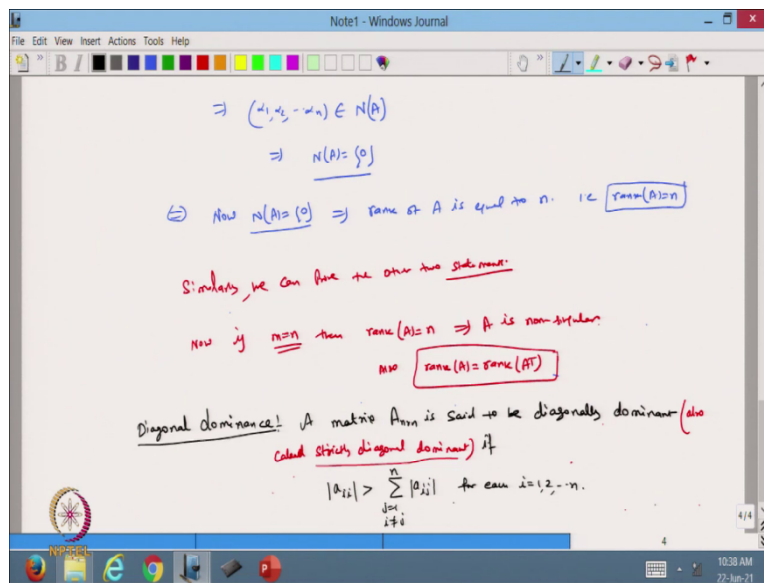 Note1 - Windows Journal
File Edit View Insert Actions Tools Help
B I
⇒ (α1, α2, --αn) ∈ N(A)
⇒ N(A)= {0}
(⇐) Now N(A)= {0} ⇒ rank of A is equal to n. i.e rank(A)=n
Similarly, we can prove the other two statements.
Now if m=n then rank(A)=n ⇒ A is non-singular.
Also rank(A)=rank(AT)
Diagonal dominance! A matrix Anxn is said to be diagonally dominant (also
called strictly diagonal dominant) if
|aii| > n∑j=1 i≠j |aij| for each i=1,2,--n.
4/4
4
NPTEL
10:38 AM
22-Jun-21